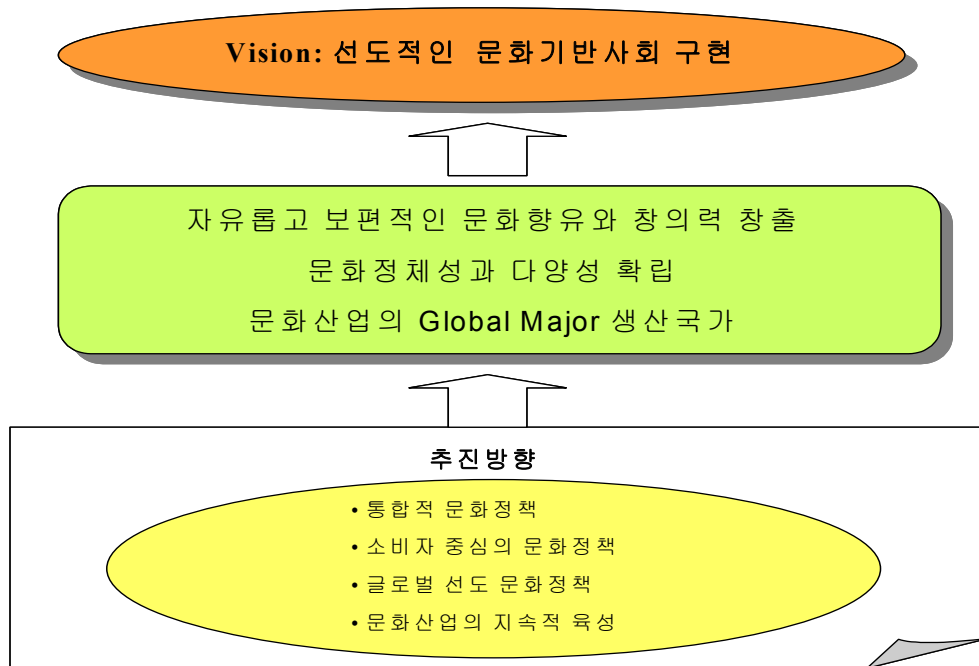 Vision: 선도적인 문화기반사회 구현
자유롭고 보편적인 문화향유와 창의력 창출
문화정체성과 다양성 확립
문화산업의 Global Major 생산국가
추진방향
• 통합적 문화정책
• 소비자 중심의 문화정책
• 글로벌 선도 문화정책
• 문화산업의 지속적 육성